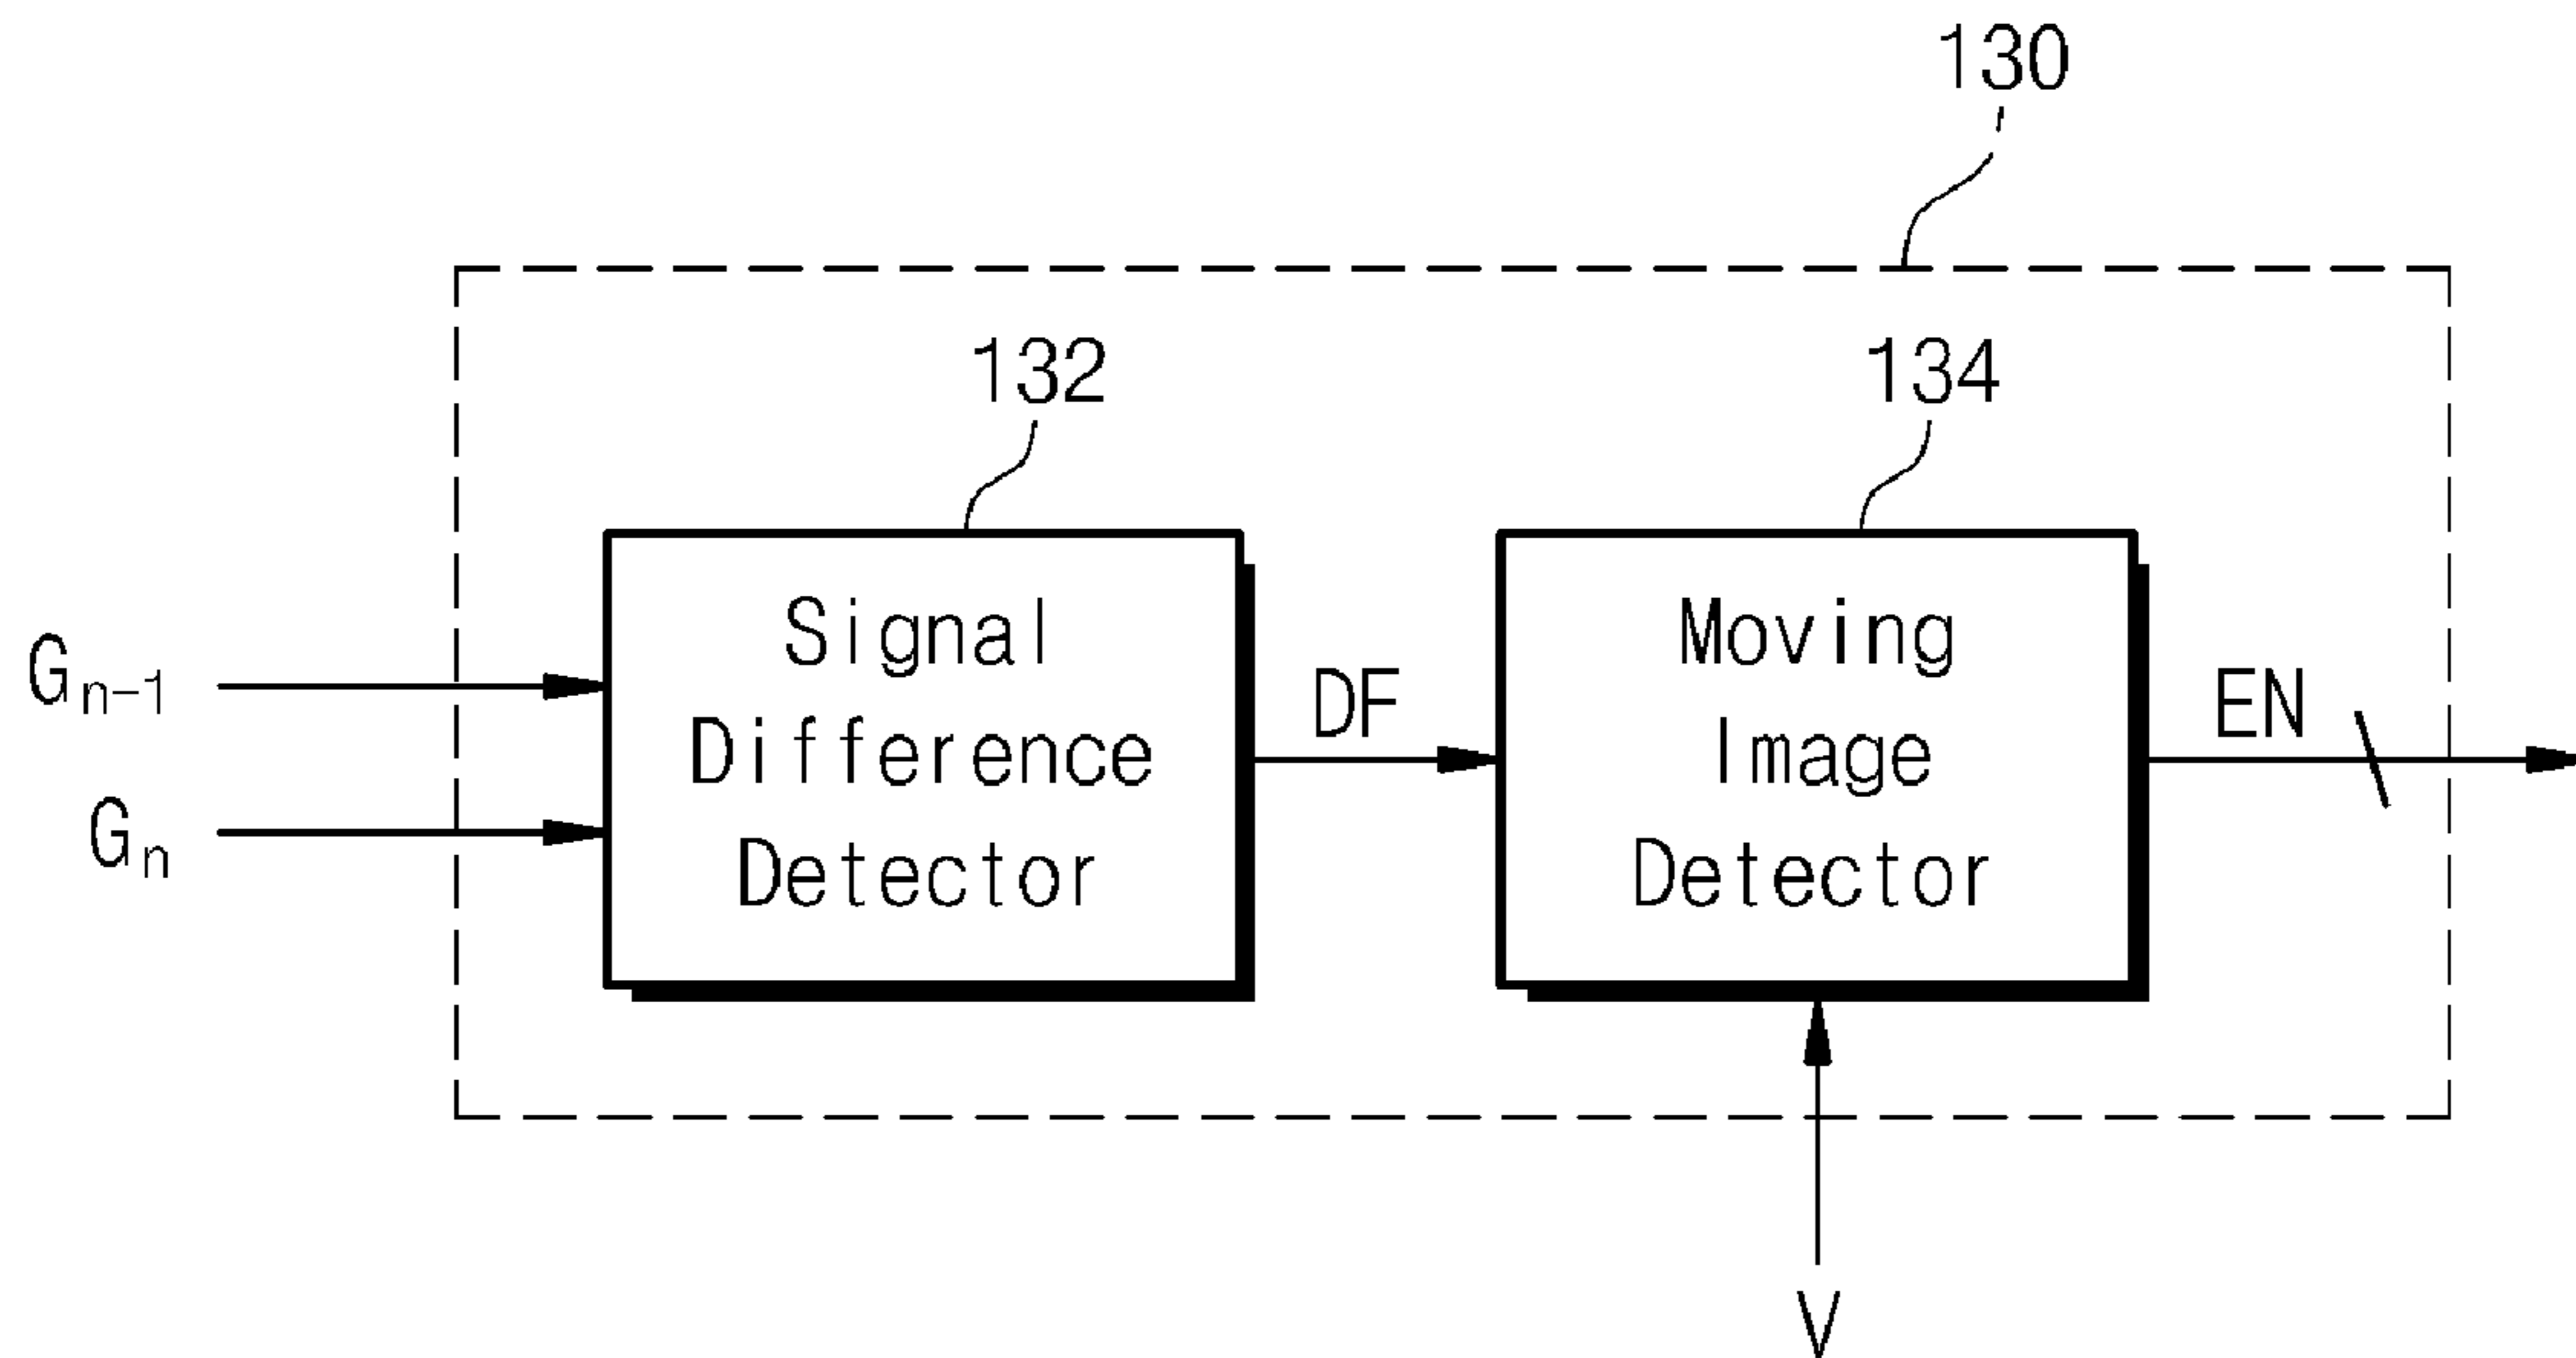 130
132
134
Signal
Difference
Detector
Moving
Image
Detector
Gn-1
Gn
DF
EN
V